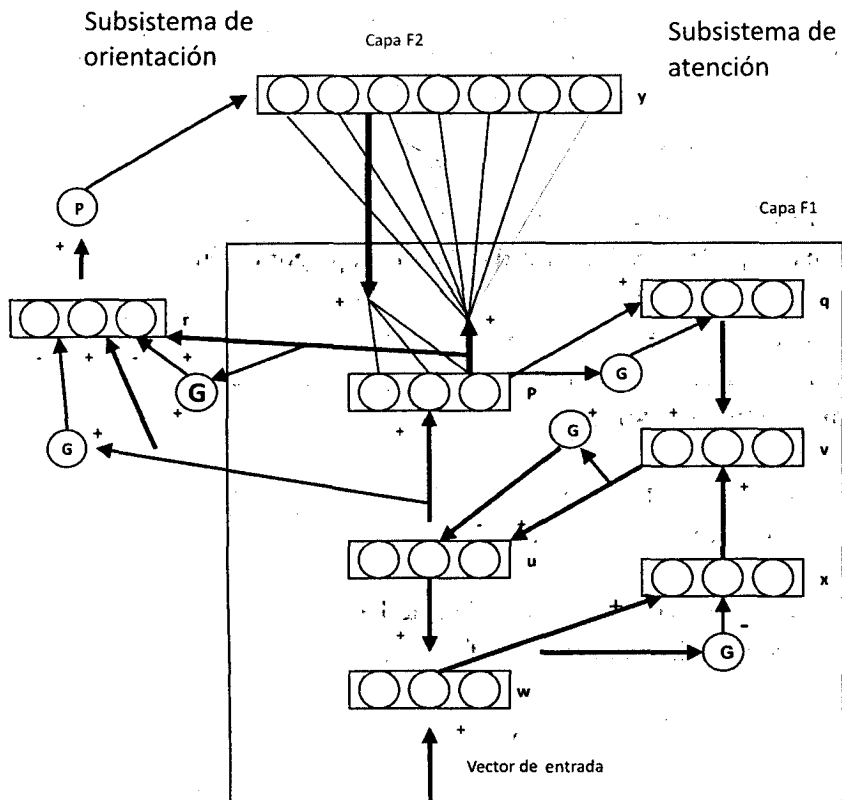 Subsistema de
orientación
Capa F2
Subsistema de
atención
y
P
Capa F1
+
r
+
+
+
q
-
- + - +
G
+
P
G
+
G
+
G
+
+
v
+
-
+
u
+
+
x
-
G
w
+
Vector de entrada